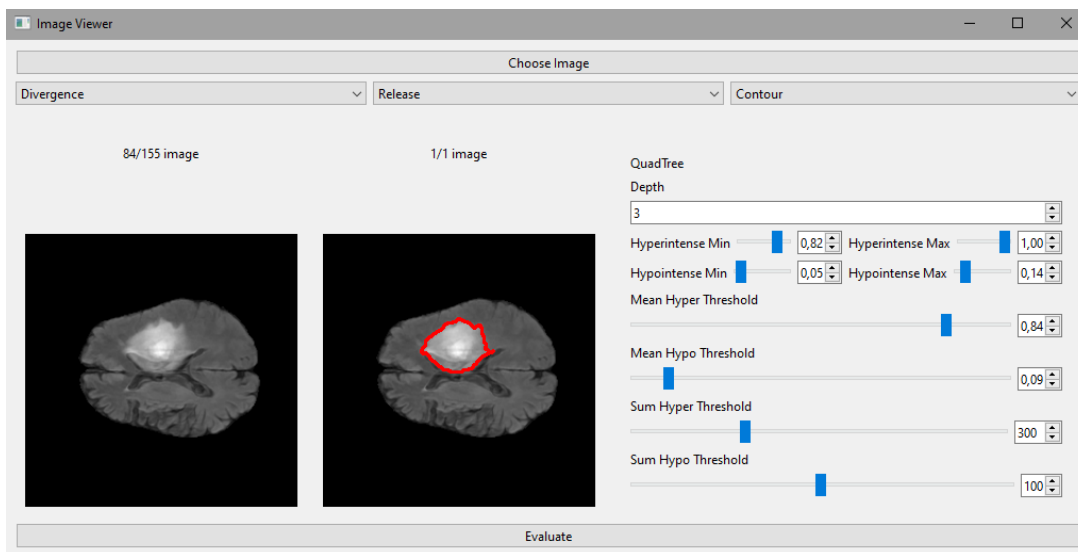 Image Viewer
Choose Image
Divergence
Release
Contour
84/155 image
1/1 image
QuadTree
Depth
3
Hyperintense Min 0,82 Hyperintense Max 1,00
Hypointense Min 0,05 Hypointense Max 0,14
Mean Hyper Threshold
0,84
Mean Hypo Threshold
0,09
Sum Hyper Threshold
300
Sum Hypo Threshold
100
Evaluate